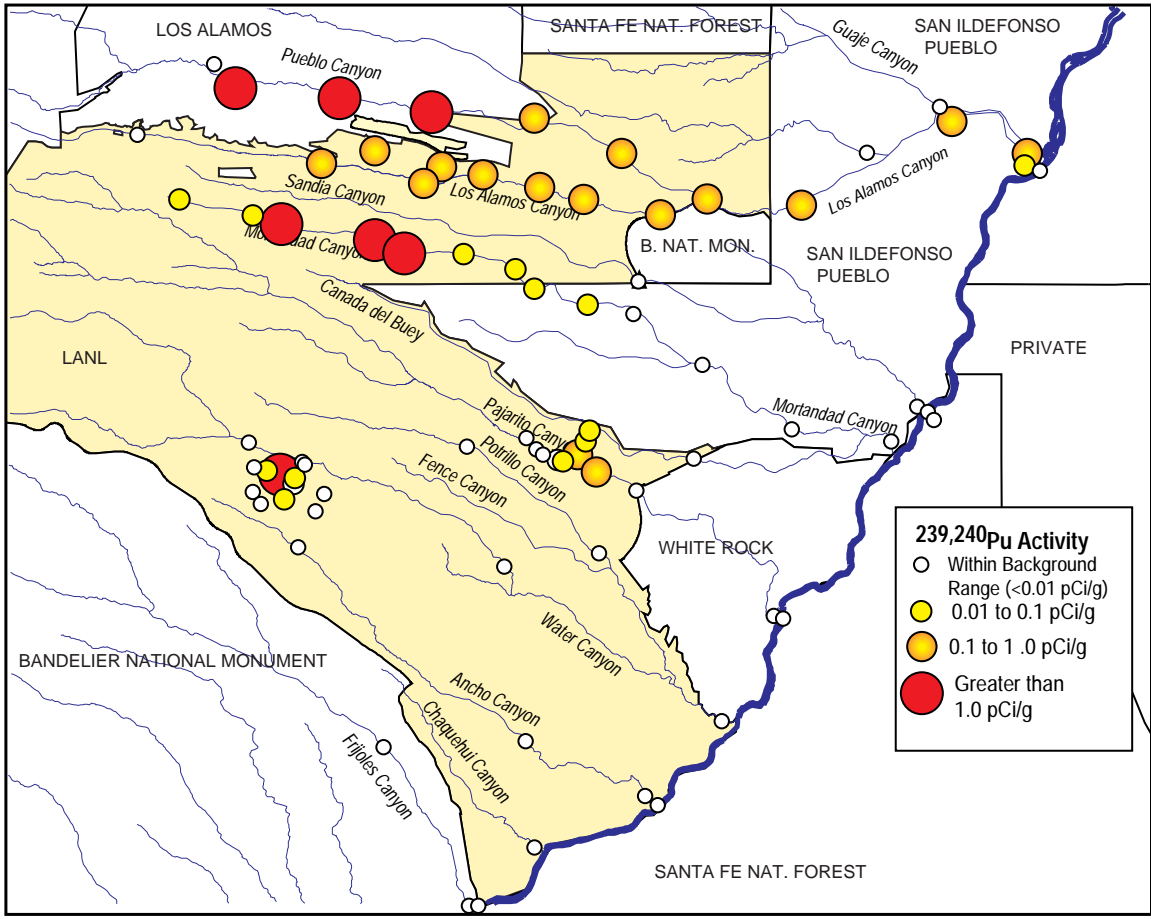 LOS ALAMOS
SANTA FE NAT. FOREST
SAN ILDEFONSO
PUEBLO
Guaje Canyon
Pueblo Canyon
Sandia Canyon
Los Alamos Canyon
Los Alamos Canyon
Mortandad Canyon
B. NAT. MON.
SAN ILDEFONSO
PUEBLO
Canada del Buey
LANL
PRIVATE
Pajarito Canyon
Mortandad Canyon
Potrillo Canyon
Fence Canyon
WHITE ROCK
239,240Pu Activity
Within Background
Range (<0.01 pCi/g)
0.01 to 0.1 pCi/g
0.1 to 1 .0 pCi/g
Greater than
1.0 pCi/g
Water Canyon
BANDELIER NATIONAL MONUMENT
Ancho Canyon
Chaquehui Canyon
Frijoles Canyon
SANTA FE NAT. FOREST